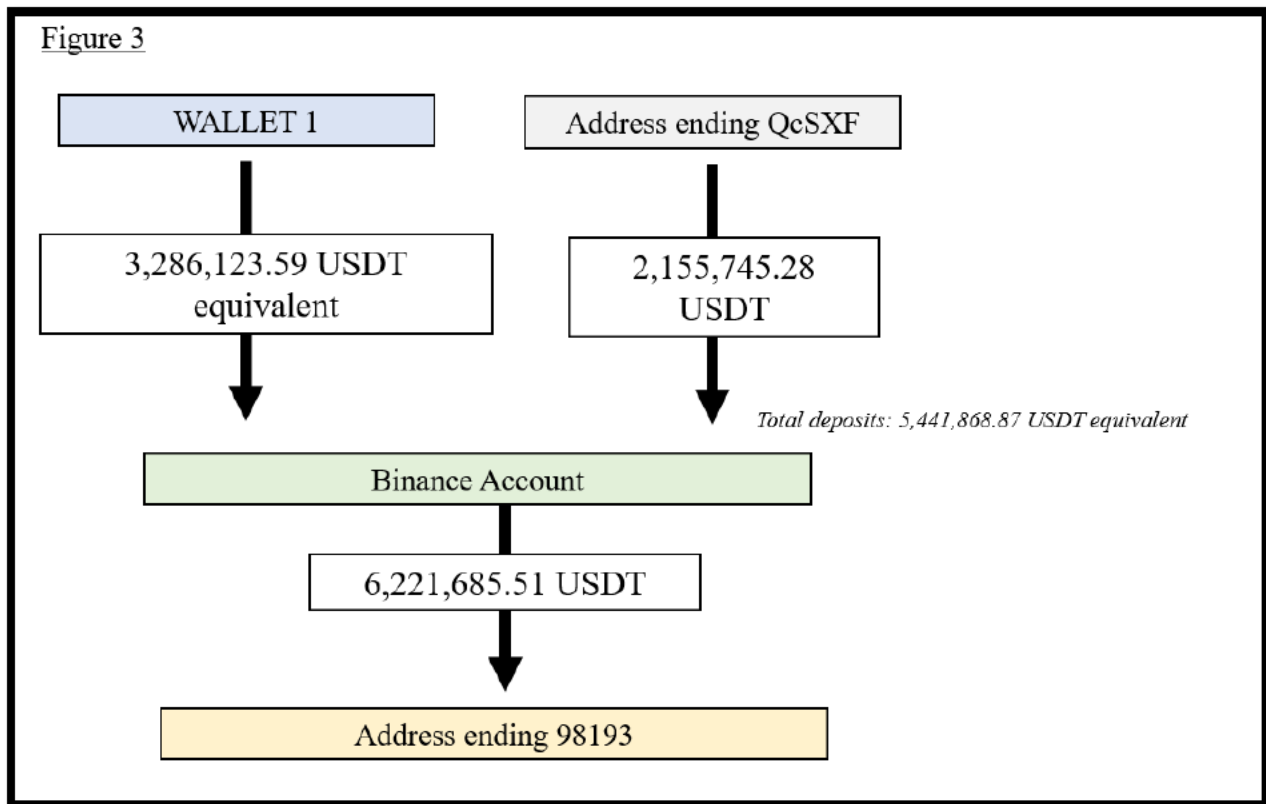 Figure 3
WALLET 1
Address ending QcSXF
3,286,123.59 USDT
equivalent
2,155,745.28
USDT
Total deposits: 5,441,868.87 USDT equivalent
Binance Account
6,221,685.51 USDT
Address ending 98193